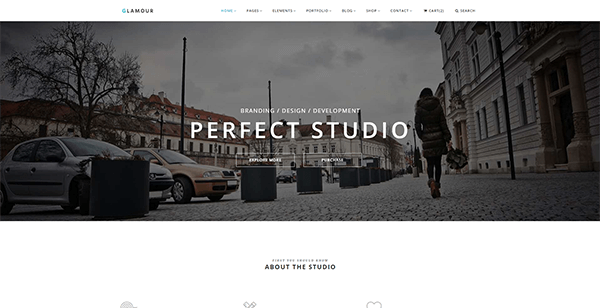 GLAMOUR
HOME PAGES ELEMENTS PORTFOLIO BLOG SHOP CONTACT CART(2) SEARCH
BRANDING / DESIGN / DEVELOPMENT
PERFECT STUDIO
EXPLORE MORE PURCHASE
FIRST YOU SHOULD KNOW
ABOUT THE STUDIO